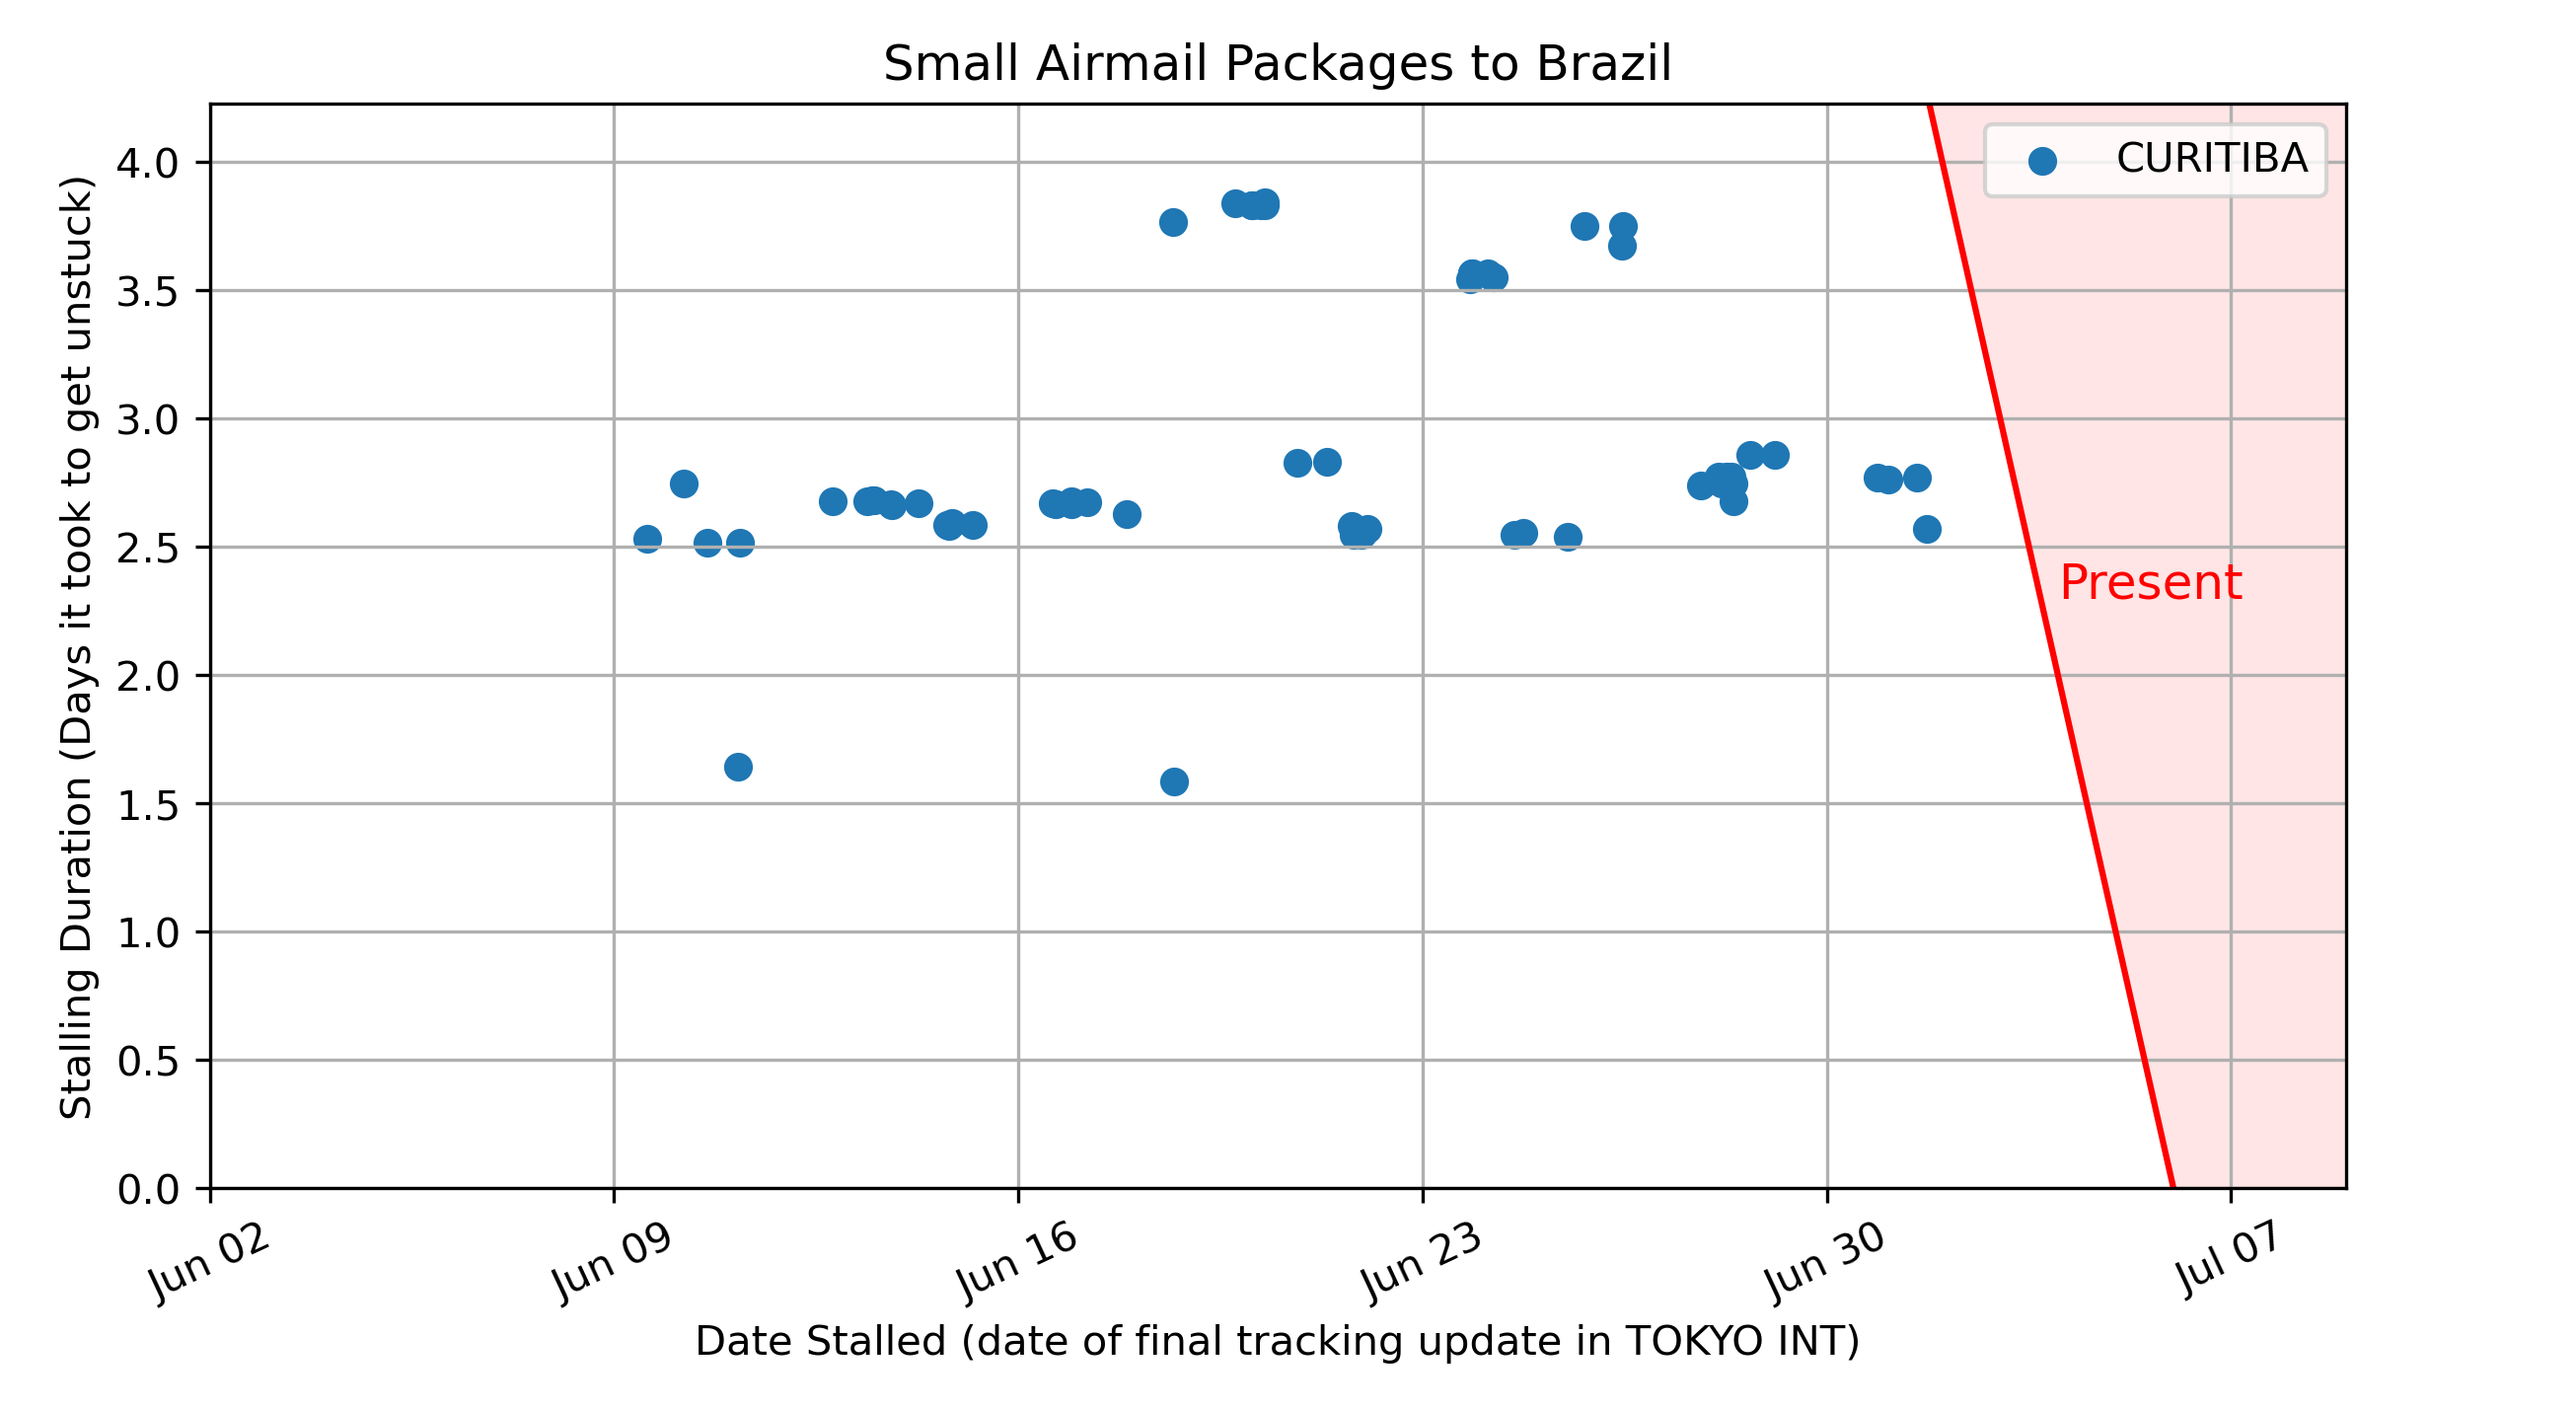 Small Airmail Packages to Brazil
CURITIBA
Present
Stalling Duration (Days it took to get unstuck)
4.0
3.5
3.0
2.5
2.0
1.5
1.0
0.5
0.0
Jun 02
Jun 09
Jun 16
Jun 23
Jun 30
Jul 07
Date Stalled (date of final tracking update in TOKYO INT)